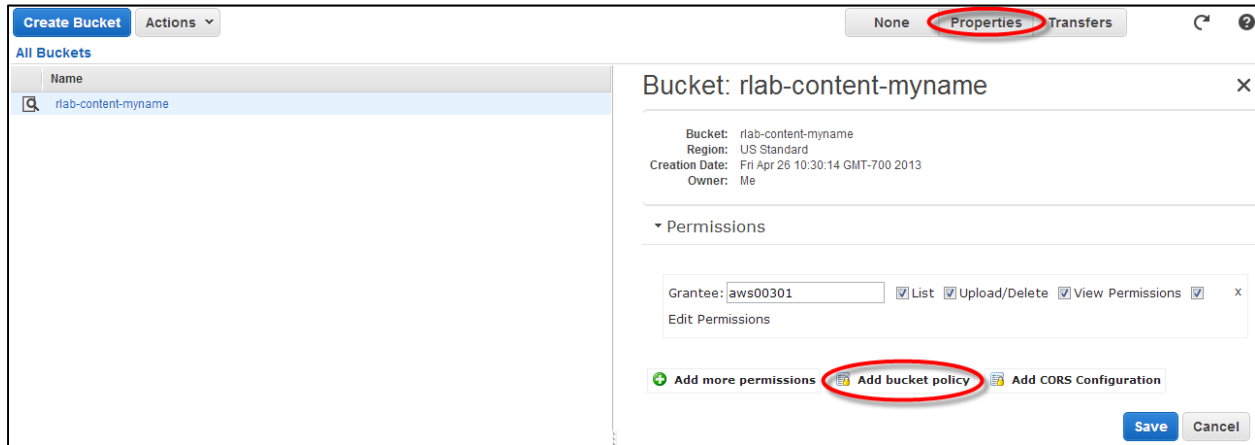 Create Bucket Actions None Properties Transfers
All Buckets
Name
rlab-content-myname
Bucket: rlab-content-myname
Bucket: rlab-content-myname
Region: US Standard
Creation Date: Fri Apr 26 10:30:14 GMT-700 2013
Owner: Me
Permissions
Grantee: aws00301 List Upload/Delete View Permissions x
Edit Permissions
Add more permissions Add bucket policy Add CORS Configuration
Save Cancel